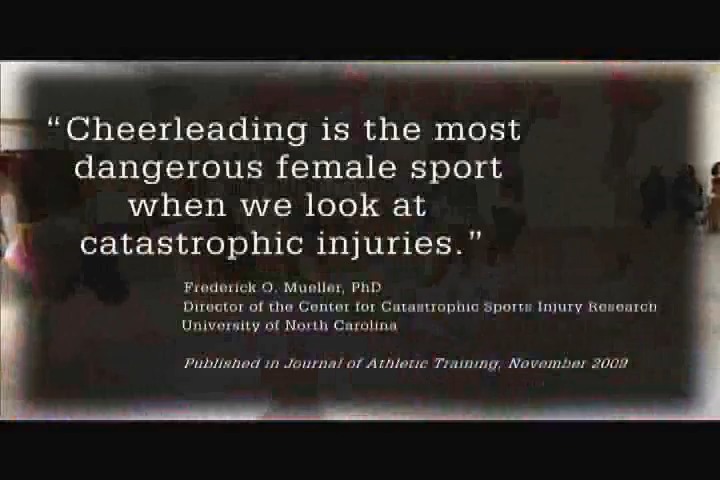 “Cheerleading is the most
dangerous female sport
when we look at
catastrophic injuries.”
Frederick O. Mueller, PhD
Director of the Center for Catastrophic Sports Injury Research
University of North Carolina
Published in Journal of Athletic Training, November 2009